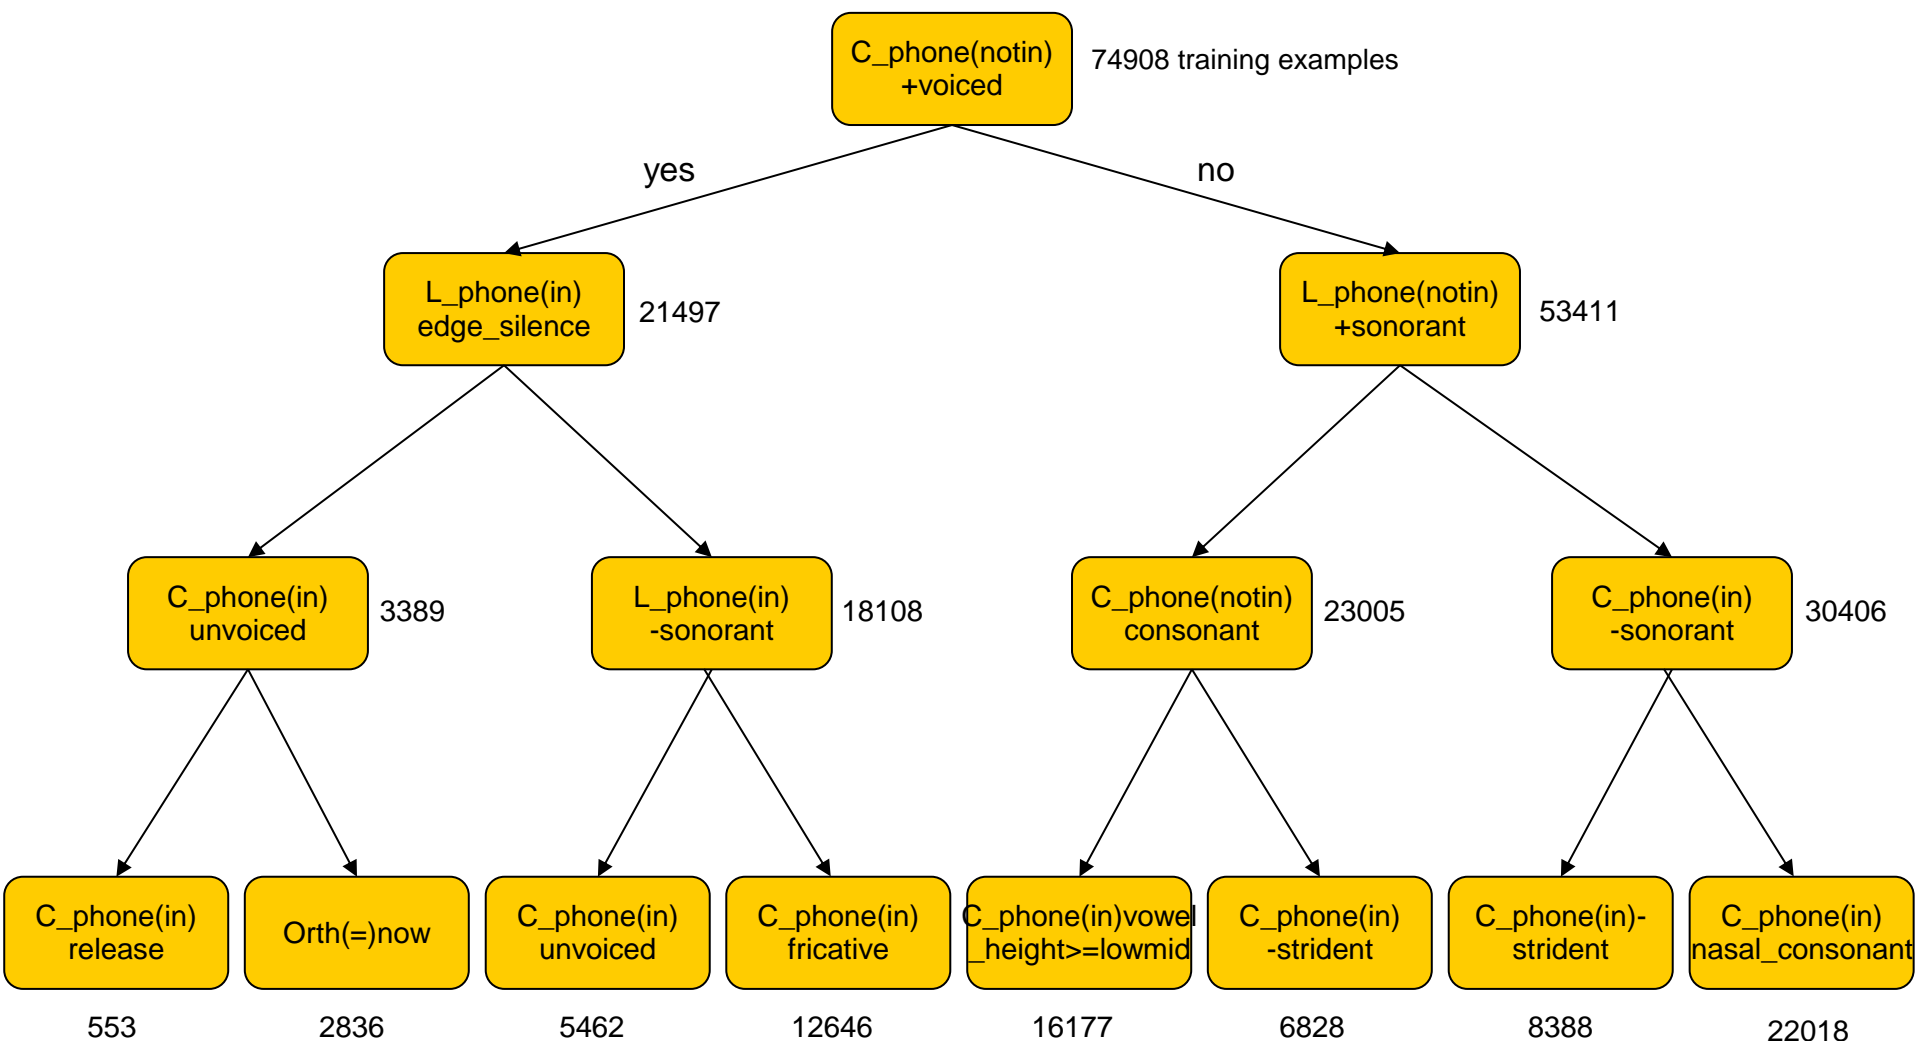 C_phone(notin)
+voiced
74908 training examples
yes
no
L_phone(in)
edge_silence
21497
L_phone(notin)
+sonorant
53411
C_phone(in)
unvoiced
3389
L_phone(in)
-sonorant
18108
C_phone(notin)
consonant
23005
C_phone(in)
-sonorant
30406
C_phone(in)
release
Orth(=)now
C_phone(in)
unvoiced
C_phone(in)
fricative
C_phone(in)vowel
_height>=lowmid
C_phone(in)
-strident
C_phone(in)-
strident
C_phone(in)
nasal_consonant
553
2836
5462
12646
16177
6828
8388
22018